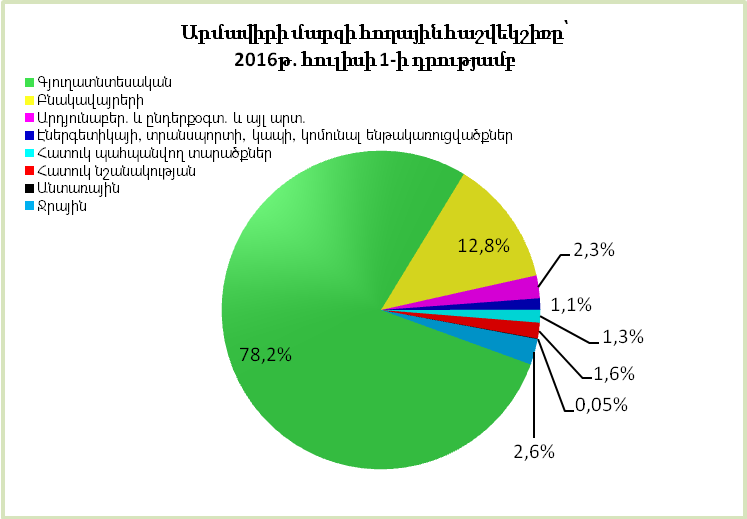 Արմավիրի մարզի հողային հաշվեկշիռը՝
2016թ. հուլիսի 1-ի դրությամբ
Գյուղատնտեսական
Բնակավայրերի
Արդյունաբեր. և ընդերքօգտ. և այլ արտ.
Էներգետիկայի, տրանսպորտի, կապի, կոմունալ ենթակառուցվածքներ
Հատուկ պահպանվող տարածքներ
Հատուկ նշանակության
Անտառային
Ջրային
12,8%
2,3%
1,1%
1,3%
78,2%
1,6%
0,05%
2,6%